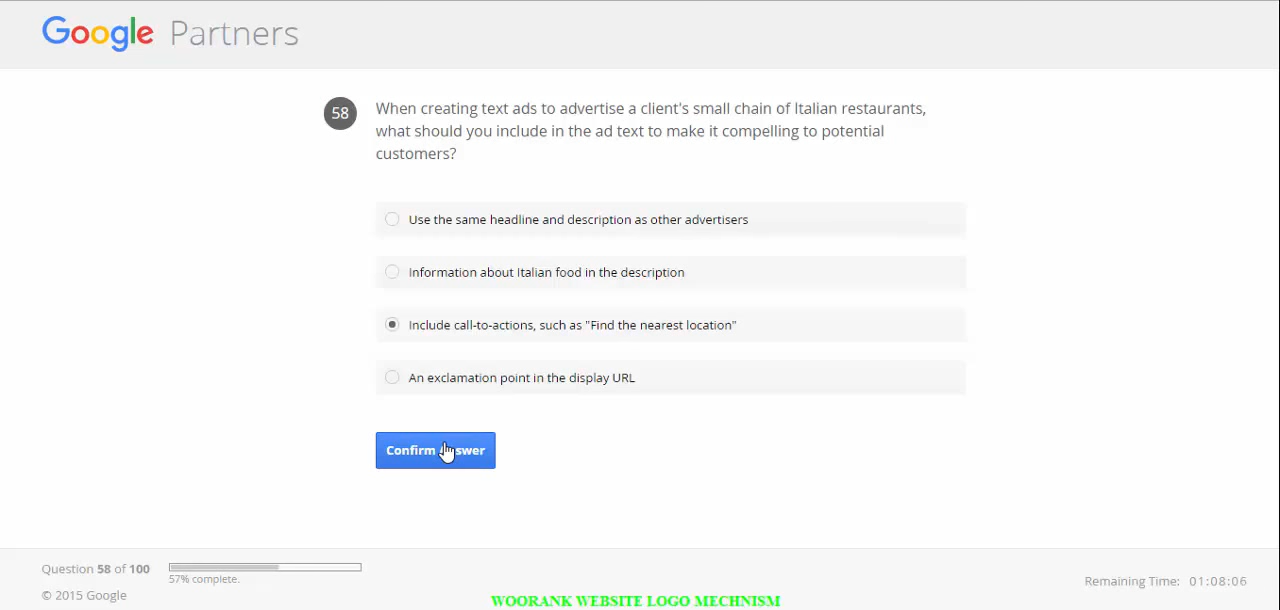 Google Partners
58
When creating text ads to advertise a client's small chain of Italian restaurants,
what should you include in the ad text to make it compelling to potential
customers?
Use the same headline and description as other advertisers
Information about Italian food in the description
Include call-to-actions, such as "Find the nearest location"
An exclamation point in the display URL
Confirm swer
Question 58 of 100
57% complete.
Remaining Time: 01:08:06
© 2015 Google
WOORANK WEBSITE LOGO MECHNISM